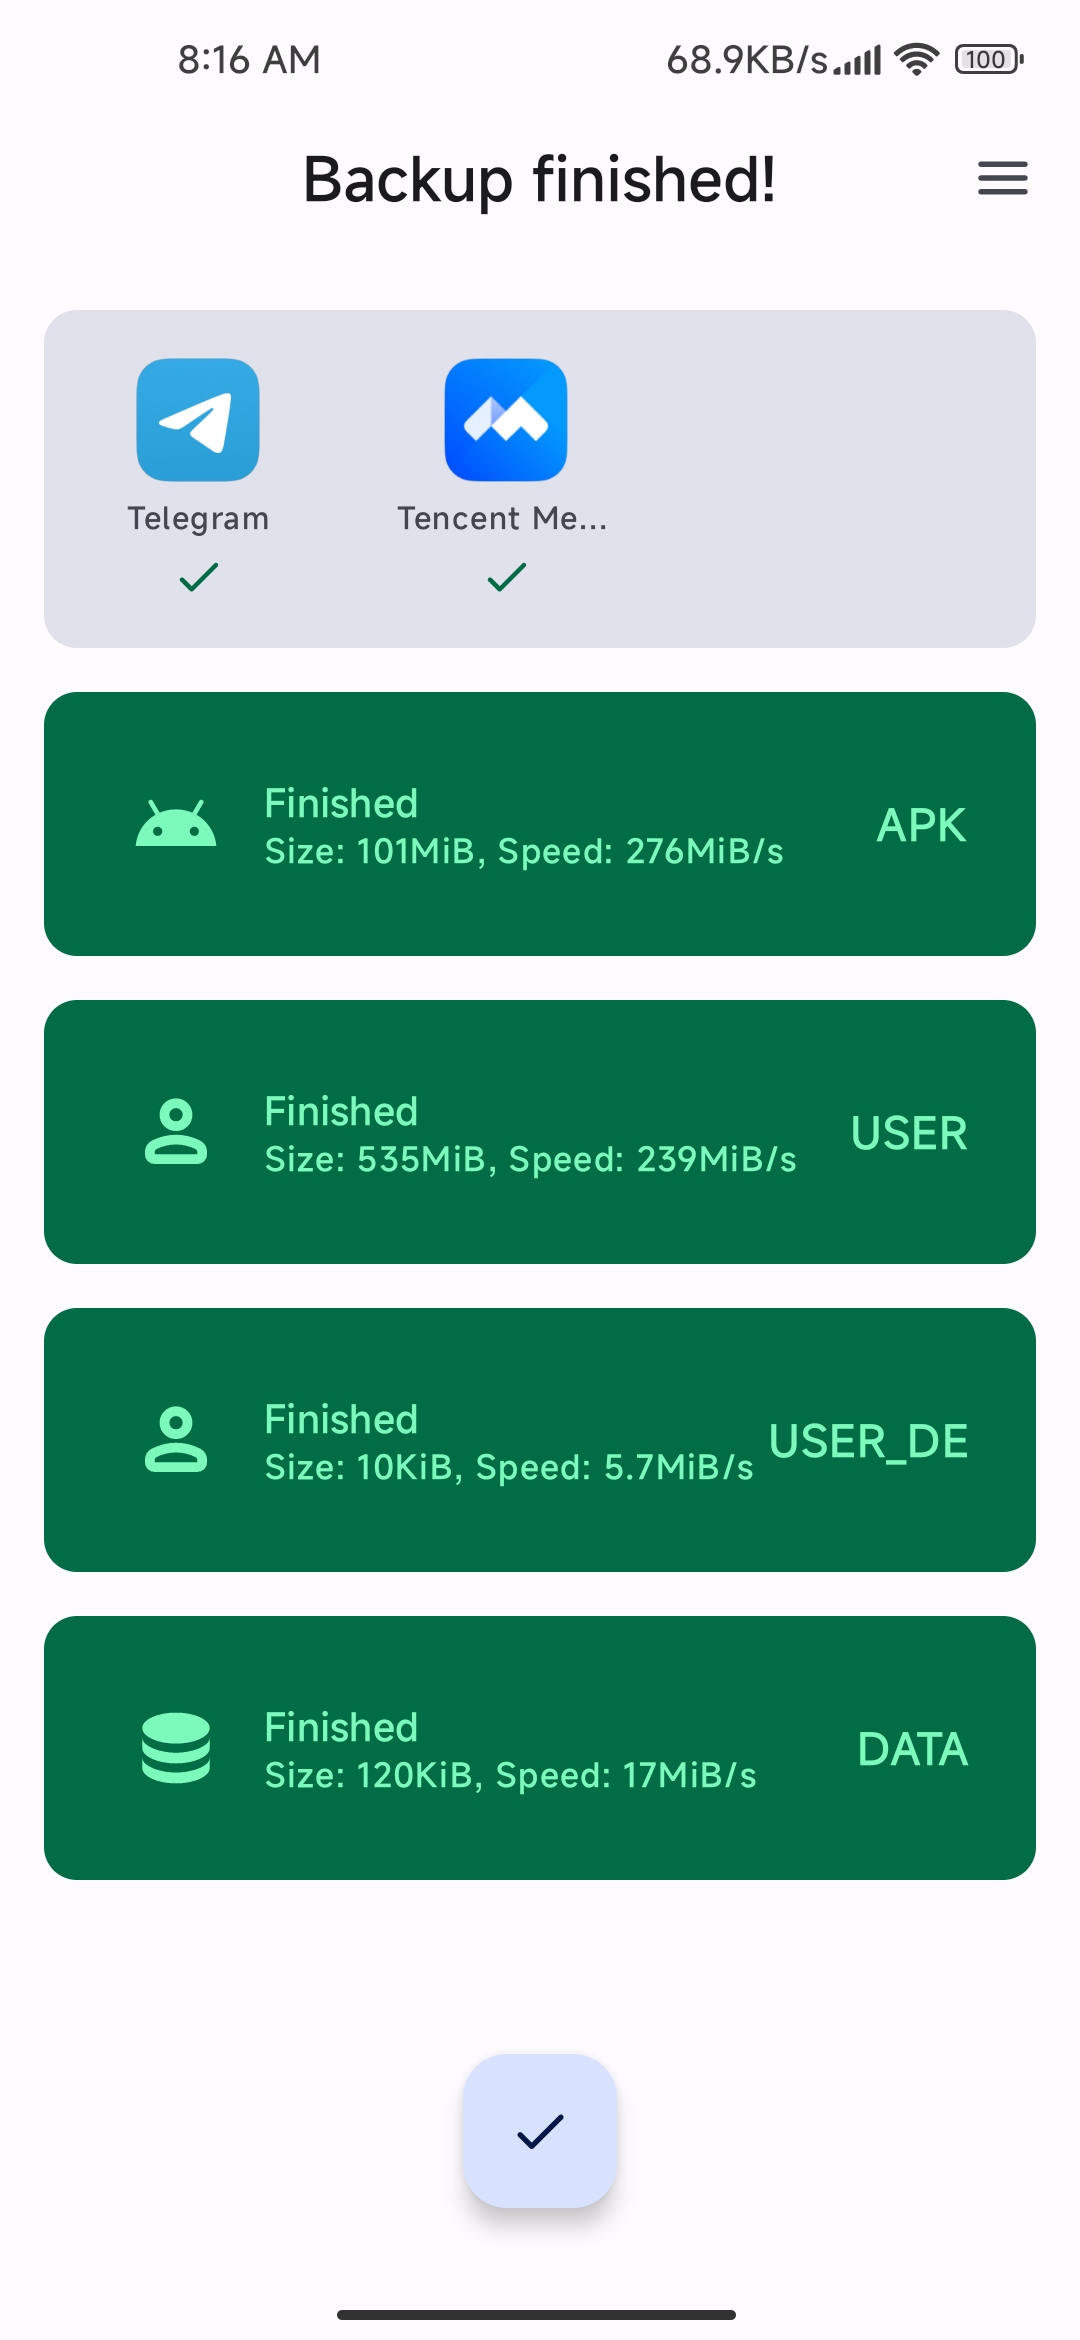 8:16 AM 68.9KB/s 100
Backup finished!
Telegram Tencent Me...
Finished
Size: 101MiB, Speed: 276MiB/s
APK
Finished
Size: 535MiB, Speed: 239MiB/s
USER
Finished
Size: 10KiB, Speed: 5.7MiB/s
USER_DE
Finished
Size: 120KiB, Speed: 17MiB/s
DATA